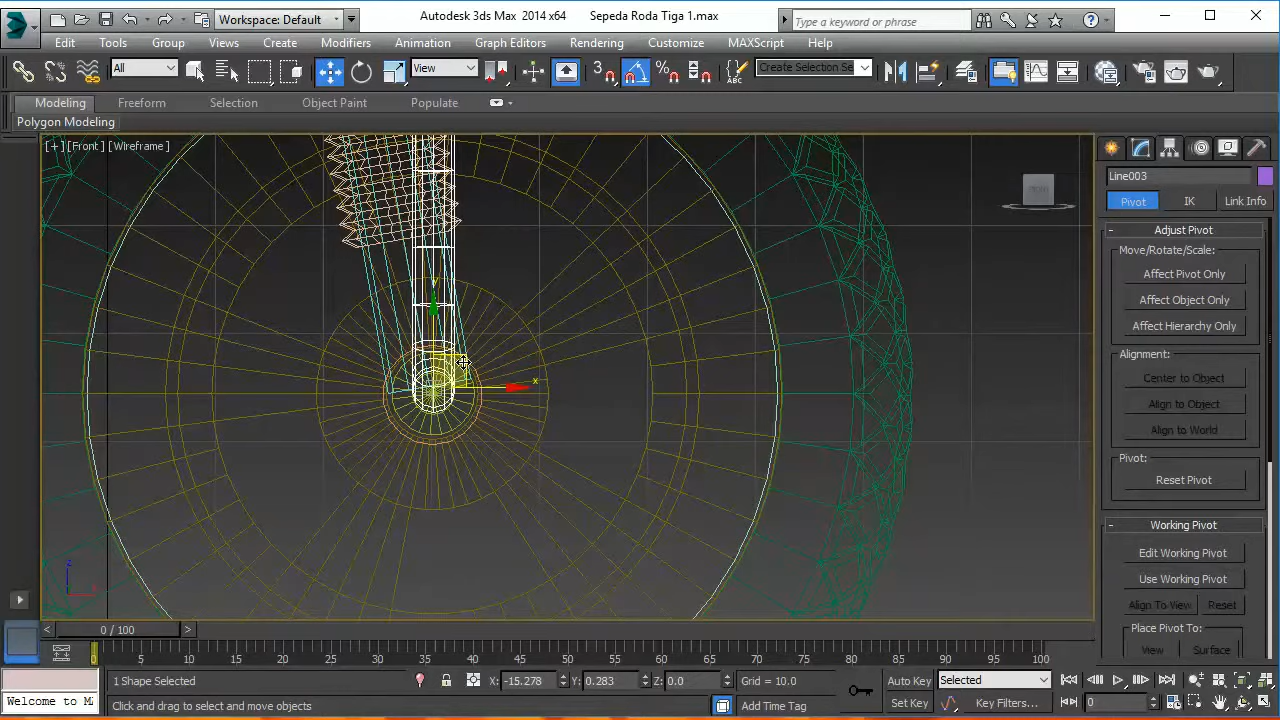 Workspace: Default
Autodesk 3ds Max 2014 x64 Sepeda Roda Tiga 1.max
Type a keyword or phrase
Edit Tools Group Views Create Modifiers Animation Graph Editors Rendering Customize MAXScript Help
All View 3 Create Selection Se
Modeling Freeform Selection Object Paint Populate
Polygon Modeling
[+] [Front] [Wireframe]
Line003
Pivot IK Link Info
Adjust Pivot
Move/Rotate/Scale:
Affect Pivot Only
Affect Object Only
Affect Hierarchy Only
Alignment:
Center to Object
Align to Object
Align to World
Pivot:
Reset Pivot
Working Pivot
Edit Working Pivot
Use Working Pivot
Align To View Reset
Place Pivot To:
View Surface
y
x
z
< 0 / 100 >
0 5 10 15 20 25 30 35 40 45 50 55 60 65 70 75 80 85 90 95 100
1 Shape Selected X: -15.278 Y: 0.283 Z: 0.0 Grid = 10.0 Auto Key Selected
Welcome to M Click and drag to select and move objects Add Time Tag Set Key Key Filters... 0